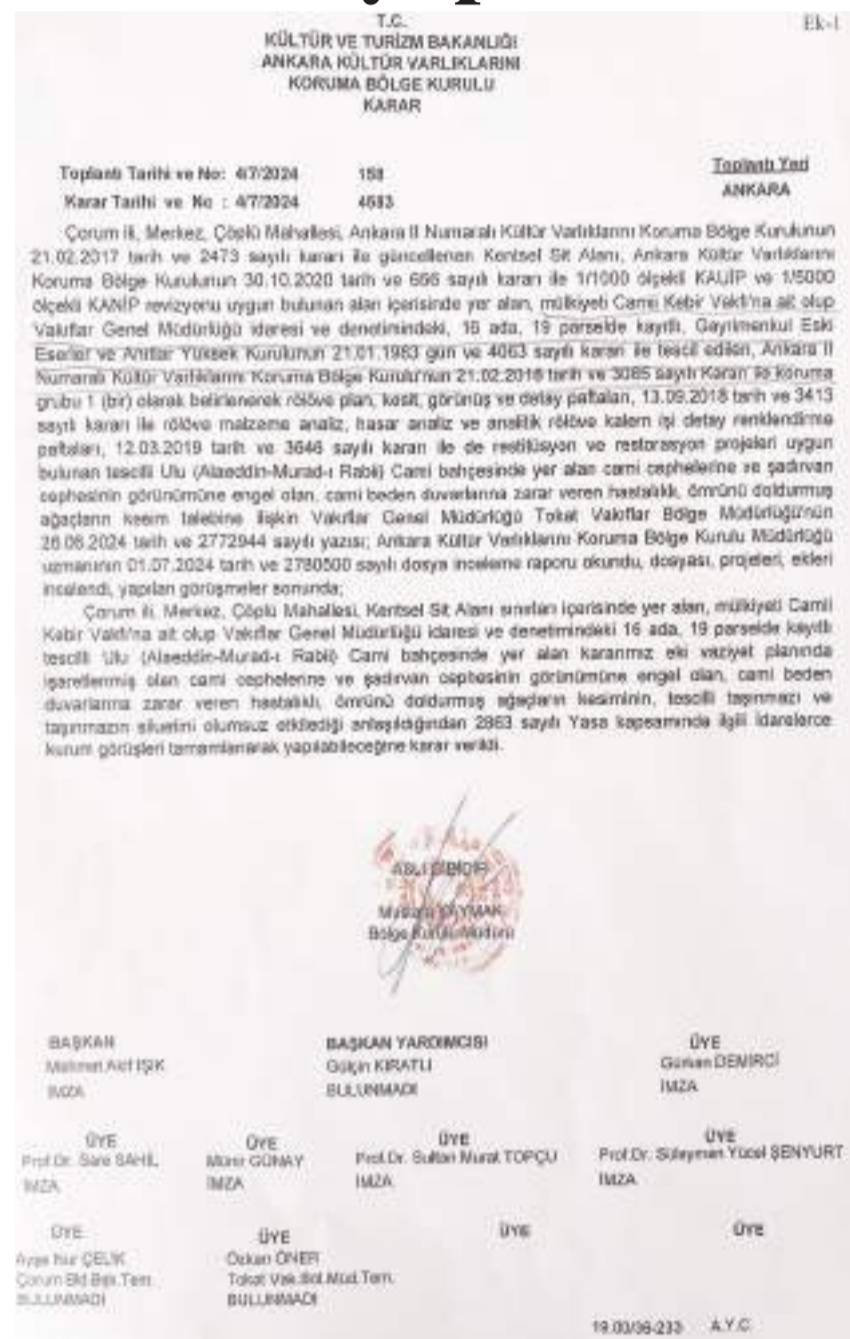 T.C.
Ek-1
KÜLTÜR VE TURİZM BAKANLIĞI
ANKARA KÜLTÜR VARLIKLARINI
KORUMA BÖLGE KURULU
KARAR
Toplantı Tarihi ve No: 4/7/2024 158
Toplantı Yeri
Karar Tarihi ve No : 4/7/2024 4683
ANKARA
Çorum ili, Merkez, Çöplü Mahallesi, Ankara II Numaralı Kültür Varlıklarını Koruma Bölge Kurulunun
21.02.2017 tarih ve 2473 sayılı kararı ile güncellenen Kentsel Sit Alanı, Ankara Kültür Varlıklarını
Koruma Bölge Kurulunun 30.10.2020 tarih ve 666 sayılı kararı ile 1/1000 ölçekli KAUİP ve 1/5000
ölçekli KANİP revizyonu uygun bulunan alan içerisinde yer alan, mülkiyeti Camii Kebir Vakfı'na ait olup
Vakıflar Genel Müdürlüğü idaresi ve denetimindeki, 16 ada, 19 parselde kayıtlı, Gayrimenkul Eski
Eserler ve Anıtlar Yüksek Kurulunun 21.01.1983 gün ve 4063 sayılı kararı ile tescil edilen, Ankara II
Numaralı Kültür Varlıklarını Koruma Bölge Kurulu'nun 21.02.2018 tarih ve 3085 sayılı Kararı ile koruma
grubu 1 (bir) olarak belirlenerek rölöve plan, kesit, görünüş ve detay paftaları, 13.09.2018 tarih ve 3413
sayılı kararı ile rölöve malzeme analiz, hasar analiz ve analitik rölöve kalem işi detay renklendirme
paftaları, 12.03.2019 tarih ve 3646 sayılı kararı ile de restitüsyon ve restorasyon projeleri uygun
bulunan tescilli Ulu (Alaeddin-Murad-ı Rabii) Cami bahçesinde yer alan cami cephelerine ve şadırvan
cephesinin görünümüne engel olan, cami beden duvarlarına zarar veren hastalıklı, ömrünü doldurmuş
ağaçların kesim talebine ilişkin Vakıflar Genel Müdürlüğü Tokat Vakıflar Bölge Müdürlüğü'nün
26.06.2024 tarih ve 2772944 sayılı yazısı; Ankara Kültür Varlıklarını Koruma Bölge Kurulu Müdürlüğü
uzmanının 01.07.2024 tarih ve 2780500 sayılı dosya inceleme raporu okundu, dosyası, projeleri, ekleri
incelendi, yapılan görüşmeler sonunda;
Çorum ili, Merkez, Çöplü Mahallesi, Kentsel Sit Alanı sınırları içerisinde yer alan, mülkiyeti Camii
Kebir Vakfı'na ait olup Vakıflar Genel Müdürlüğü idaresi ve denetimindeki 16 ada, 19 parselde kayıtlı
tescilli Ulu (Alaeddin-Murad-ı Rabii) Cami bahçesinde yer alan kararımız eki vaziyet planında
işaretlenmiş olan cami cephelerine ve şadırvan cephesinin görünümüne engel olan, cami beden
duvarlarına zarar veren hastalıklı, ömrünü doldurmuş ağaçların kesiminin, tescilli taşınmazı ve
taşınmazın siluetini olumsuz etkilediği anlaşıldığından 2863 sayılı Yasa kapsamında ilgili İdarelerce
kurum görüşleri tamamlanarak yapılabileceğine karar verildi.
ASLI GİBİDİR
Mustafa KAYMAK
Bölge Kurulu Müdürü
BAŞKAN BAŞKAN YARDIMCISI ÜYE
Mehmet Akif IŞIK Gülçin KIRATLI Gürkan DEMİRCİ
İMZA BULUNMADI İMZA
ÜYE ÜYE ÜYE ÜYE
Prof.Dr. Sare SAHİL Münir GÜNAY Prof.Dr. Sultan Murat TOPÇU Prof.Dr. Süleyman Yücel ŞENYURT
İMZA İMZA İMZA İMZA
ÜYE ÜYE ÜYE ÜYE
Ayşe Nur ÇELİK Özkan ÖNER
Çorum Bld.Bşk.Tem. Tokat Vak.Böl.Müd.Tem.
BULUNMADI BULUNMADI
19.00/36-233 A.Y.C